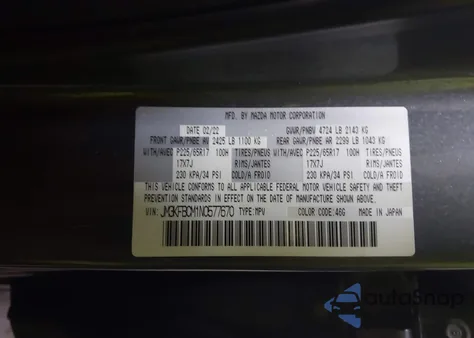 MFD. BY MAZDA MOTOR CORPORATION
DATE 02/22 GVWR/PNBV 4724 LB 2143 KG
FRONT GAWR/PNBE AV 2425 LB 1100 KG REAR GAWR/PNBE AR 2299 LB 1043 KG
WITH/AVEC P225/65R17 100H TIRES/PNEUS WITH/AVEC P225/65R17 100H TIRES/PNEUS
17X7J RIMS/JANTES 17X7J RIMS/JANTES
230 KPA/34 PSI COLD/A FROID 230 KPA/34 PSI COLD/A FROID
THIS VEHICLE CONFORMS TO ALL APPLICABLE FEDERAL MOTOR VEHICLE SAFETY AND THEFT
PREVENTION STANDARDS IN EFFECT ON THE DATE OF MANUFACTURE SHOWN ABOVE.
VIN: JM3KFBCM1N0577670 TYPE: MPV COLOR CODE: 46G MADE IN JAPAN
autoSnap